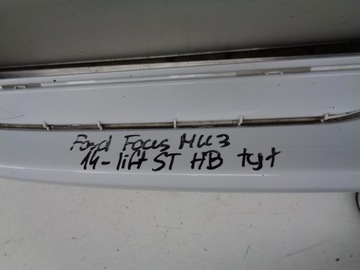 Ford Focus MK3
14- lift ST HB tył